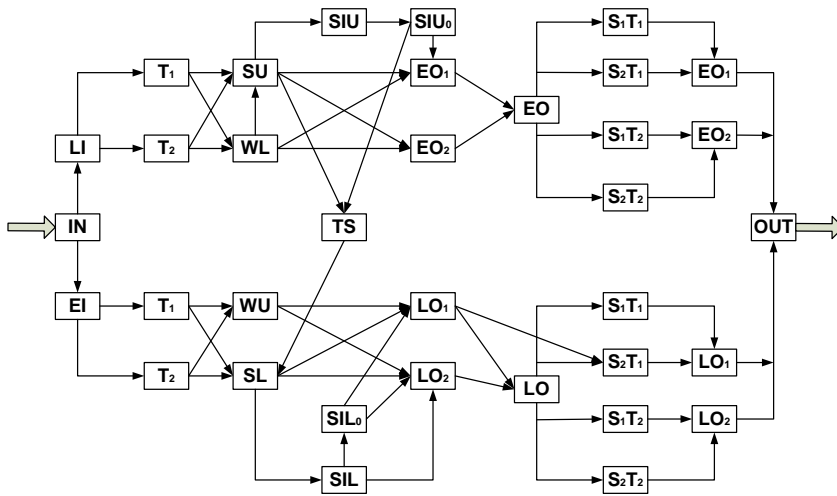 SIU SIU₀ S₁T₁
T₁ SU EO₁ S₂T₁ EO₁
EO
LI T₂ WL EO₂ S₁T₂ EO₂
S₂T₂
IN TS OUT
EI T₁ WU LO₁ S₁T₁
T₂ SL LO₂ S₂T₁ LO₁
LO
SIL₀ S₁T₂ LO₂
SIL S₂T₂